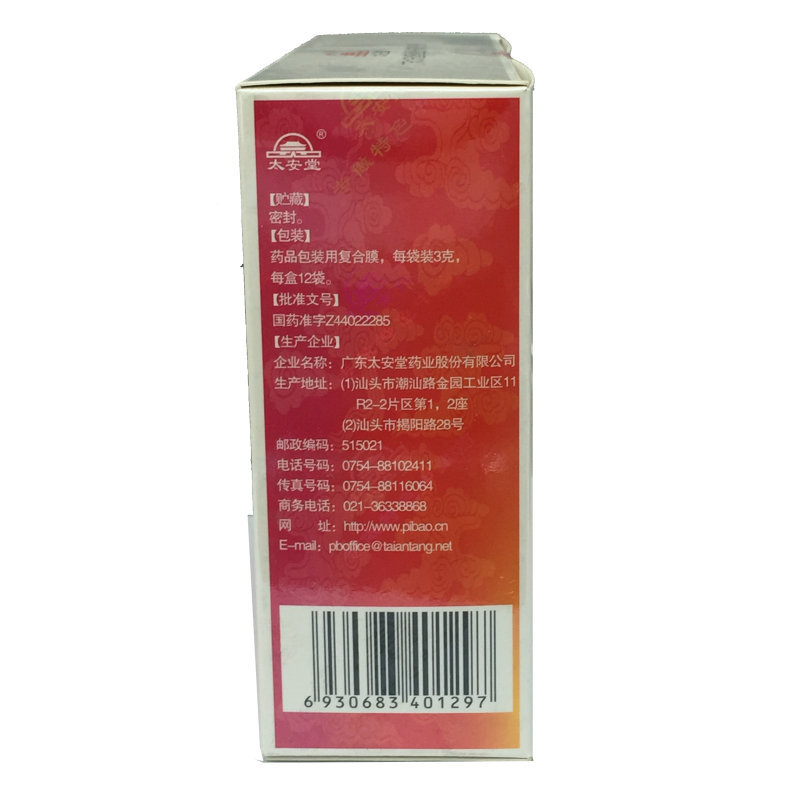 ®
太安堂
【贮藏】
密封。
【包装】
药品包装用复合膜，每袋装3克，
每盒12袋。
【批准文号】
国药准字Z44022285
【生产企业】
企业名称：广东太安堂药业股份有限公司
生产地址：(1)汕头市潮汕路金园工业区11
R2-2片区第1，2座
(2)汕头市揭阳路28号
邮政编码：515021
电话号码：0754-88102411
传真号码：0754-88116064
商务电话：021-36338868
网　　址：http://www.pibao.cn
E-mail：pboffice@taiantang.net
6 930683 401297